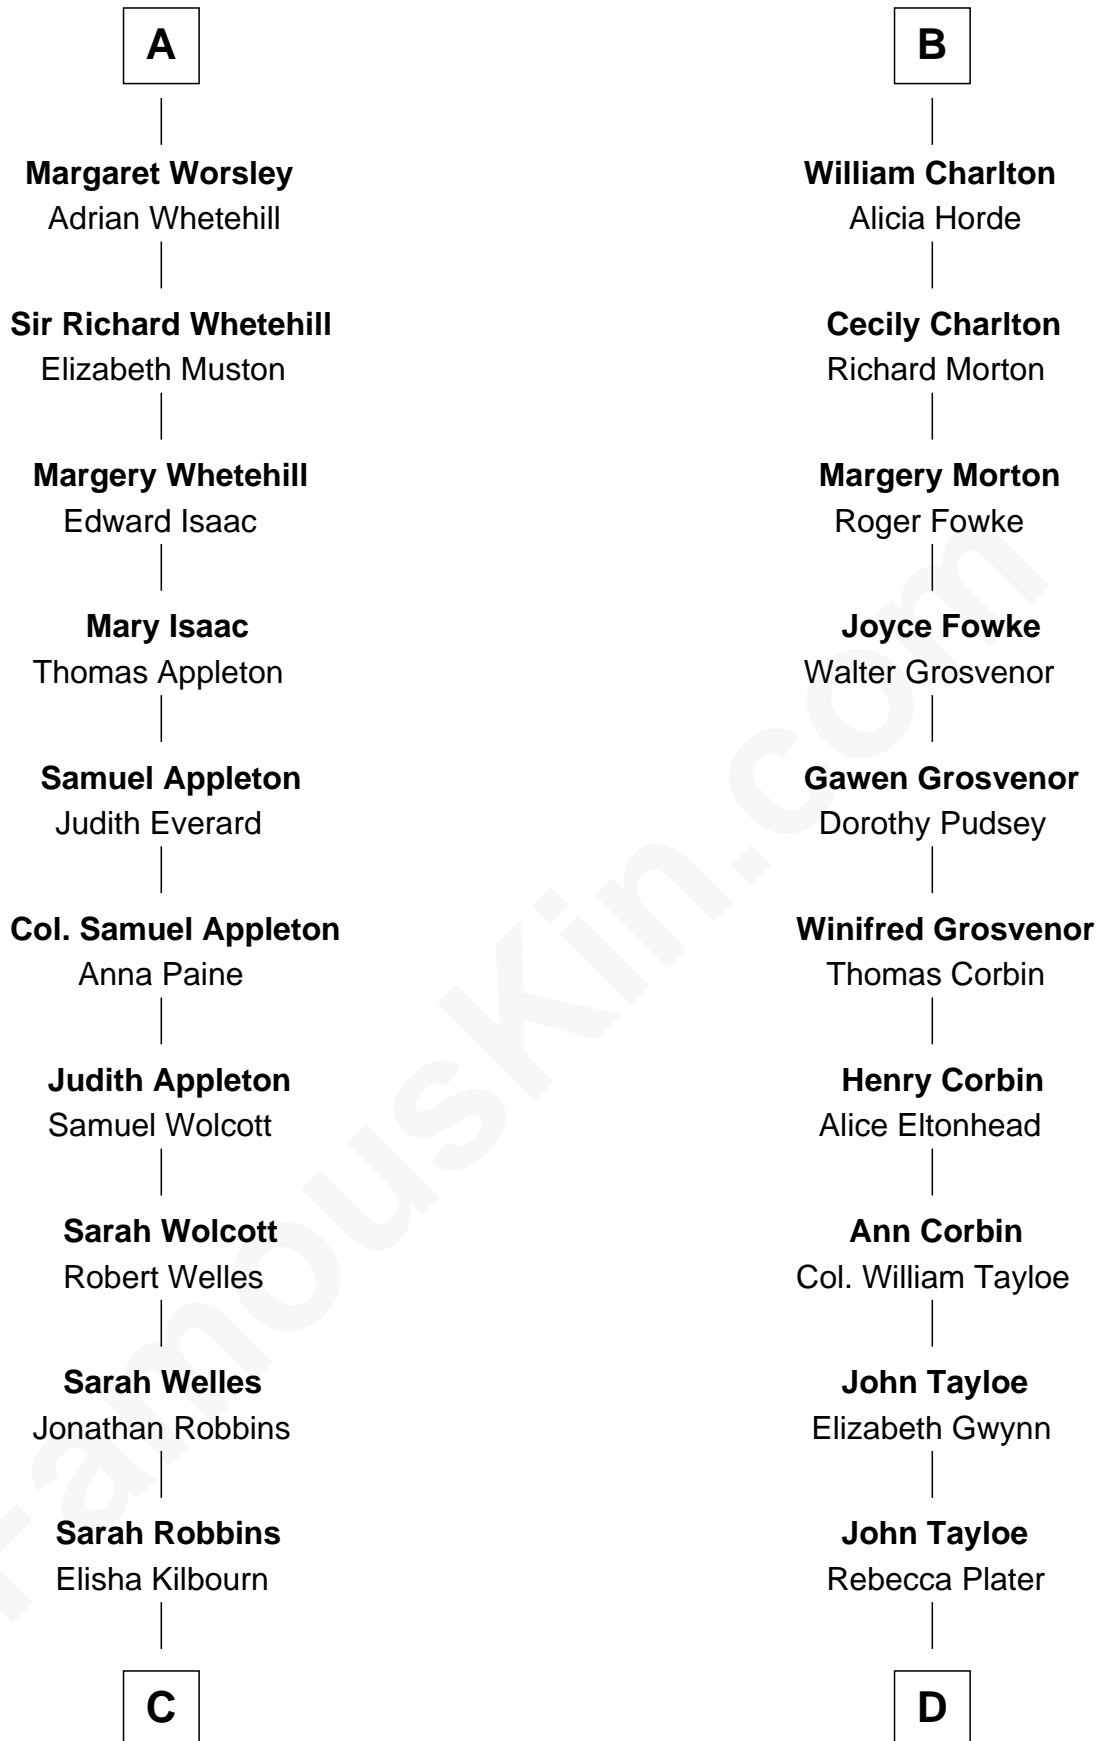 A
Margaret Worsley
Adrian Whetehill
Sir Richard Whetehill
Elizabeth Muston
Margery Whetehill
Edward Isaac
Mary Isaac
Thomas Appleton
Samuel Appleton
Judith Everard
Col. Samuel Appleton
Anna Paine
Judith Appleton
Samuel Wolcott
Sarah Wolcott
Robert Welles
Sarah Welles
Jonathan Robbins
Sarah Robbins
Elisha Kilbourn
C
B
William Charlton
Alicia Horde
Cecily Charlton
Richard Morton
Margery Morton
Roger Fowke
Joyce Fowke
Walter Grosvenor
Gawen Grosvenor
Dorothy Pudsey
Winifred Grosvenor
Thomas Corbin
Henry Corbin
Alice Eltonhead
Ann Corbin
Col. William Tayloe
John Tayloe
Elizabeth Gwynn
John Tayloe
Rebecca Plater
D
FamousKin.com